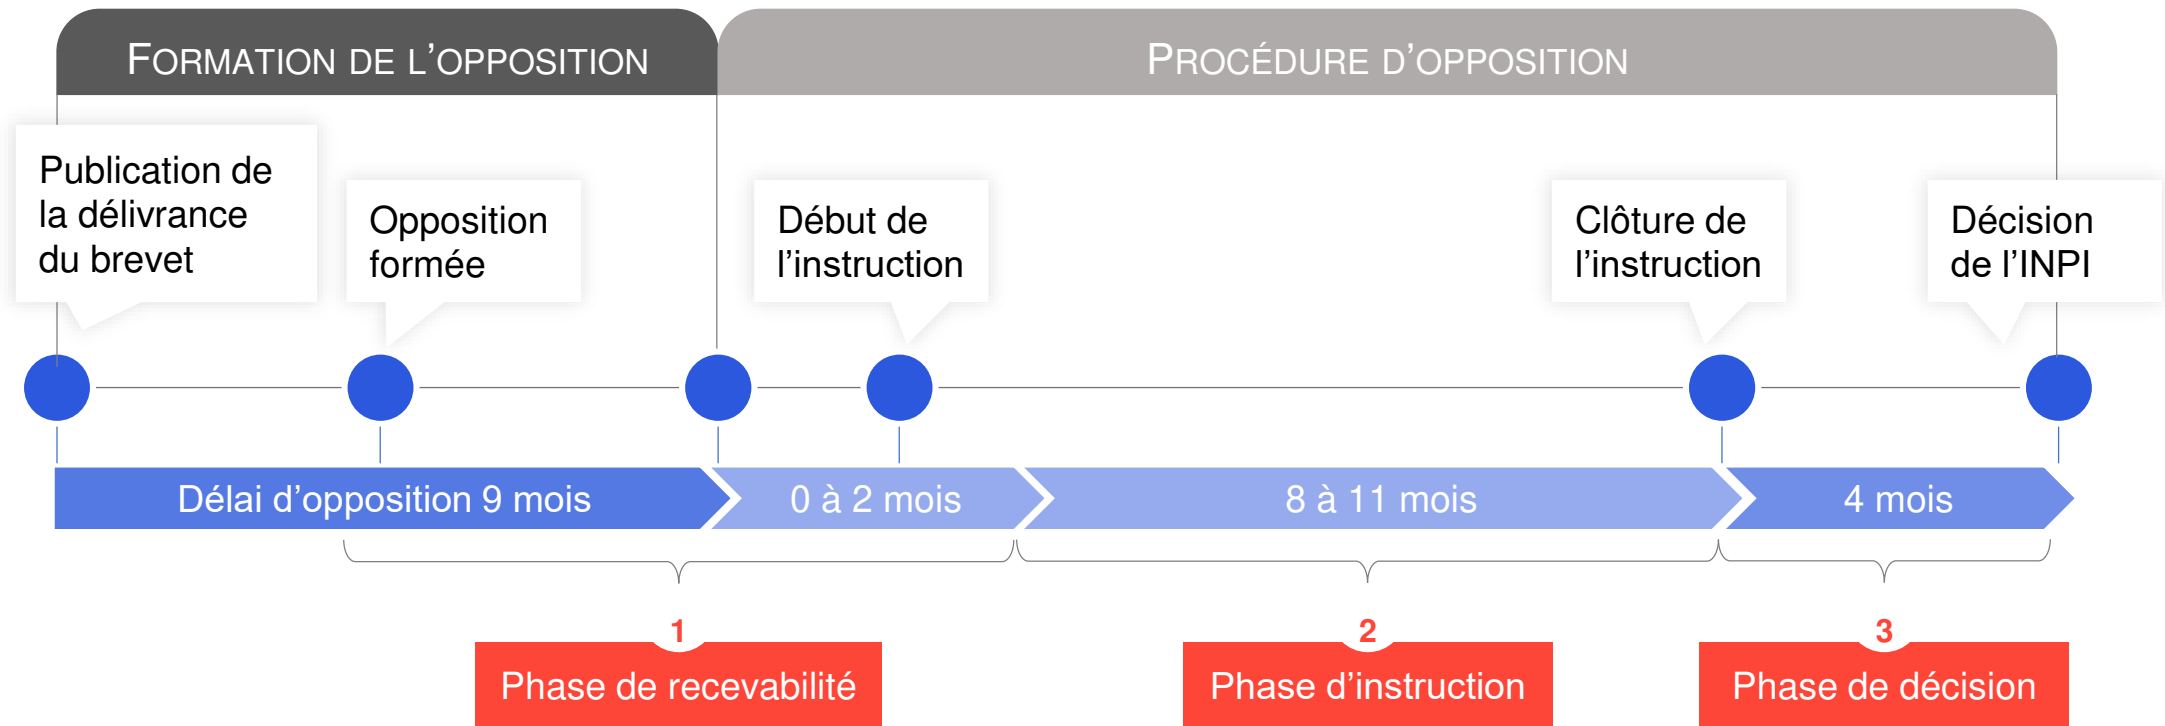 FORMATION DE L’OPPOSITION
PROCÉDURE D’OPPOSITION
Publication de
la délivrance
du brevet
Opposition
formée
Début de
l’instruction
Clôture de
l’instruction
Décision
de l’INPI
Délai d’opposition 9 mois
0 à 2 mois
8 à 11 mois
4 mois
1
Phase de recevabilité
2
Phase d’instruction
3
Phase de décision